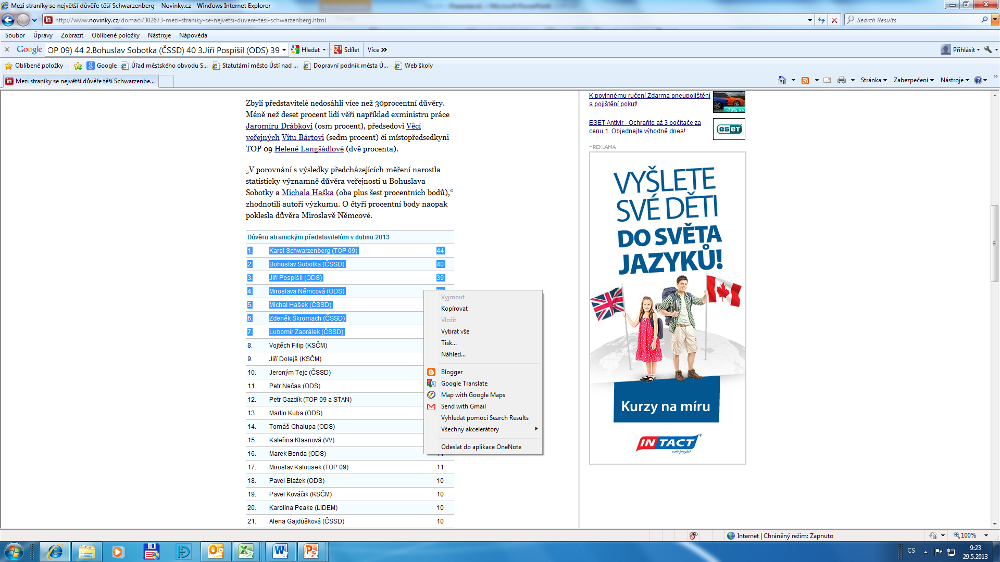 Mezi straníky se největší důvěře těší Schwarzenberg – Novinky.cz - Windows Internet Explorer
http://www.novinky.cz/domaci/302673-mezi-straniky-se-nejvetsi-duvere-tesi-schwarzenberg.html
Search Results
Soubor Úpravy Zobrazit Oblíbené položky Nástroje Nápověda
x Google OP 09) 44 2.Bohuslav Sobotka (ČSSD) 40 3.Jiří Pospíšil (ODS) 39 Hledat Sdílet Více » Přihlásit
Oblíbené položky Google Úřad městského obvodu S... Statutární město Ústí nad ... Dopravní podnik města Ú... Web školy
Mezi straníky se největší důvěře těší Schwarzenbe... Stránka Zabezpečení Nástroje
Zbylí představitelé nedosáhli více než 30procentní důvěry.
Méně než deset procent lidí věří například exministru práce
Jaromíru Drábkovi (osm procent), předsedovi Věcí
veřejných Vítu Bártovi (sedm procent) či místopředsedkyni
TOP 09 Heleně Langšádlové (dvě procenta).
„V porovnání s výsledky předcházejících měření narostla
statisticky významně důvěra veřejnosti u Bohuslava
Sobotky a Michala Haška (oba plus šest procentních bodů),“
zhodnotili autoři výzkumu. O čtyři procentní body naopak
poklesla důvěra Miroslavě Němcové.
Důvěra stranickým představitelům v dubnu 2013
1. Karel Schwarzenberg (TOP 09) 44
2. Bohuslav Sobotka (ČSSD) 40
3. Jiří Pospíšil (ODS) 39
4. Miroslava Němcová (ODS)
5. Michal Hašek (ČSSD)
6. Zdeněk Škromach (ČSSD)
7. Lubomír Zaorálek (ČSSD)
8. Vojtěch Filip (KSČM)
9. Jiří Dolejš (KSČM)
10. Jeroným Tejc (ČSSD)
11. Petr Nečas (ODS)
12. Petr Gazdík (TOP 09 a STAN)
13. Martin Kuba (ODS)
14. Tomáš Chalupa (ODS)
15. Kateřina Klasnová (VV)
16. Marek Benda (ODS)
17. Miroslav Kalousek (TOP 09) 11
18. Pavel Blažek (ODS) 10
19. Pavel Kováčik (KSČM) 10
20. Karolína Peake (LIDEM) 10
21. Alena Gajdůšková (ČSSD) 10
Vyjmout
Kopírovat
Vložit
Vybrat vše
Tisk...
Náhled...
Blogger
Google Translate
Map with Google Maps
Send with Gmail
Vyhledat pomocí Search Results
Všechny akcelerátory
Odeslat do aplikace OneNote
K povinnému ručení Zdarma pneupojištění
a pojištění pokut!
-70% >>
ESET Antivir - Ochraňte až 3 počítače za
cenu 1. Objednejte výhodně dnes!
eseT
REKLAMA
VYŠLETE
SVÉ DĚTI
DO SVĚTA
JAZYKŮ!
Kurzy na míru
INTACT®
svět jazyků
Internet | Chráněný režim: Zapnuto
100%
CS
9:23
29.5.2013